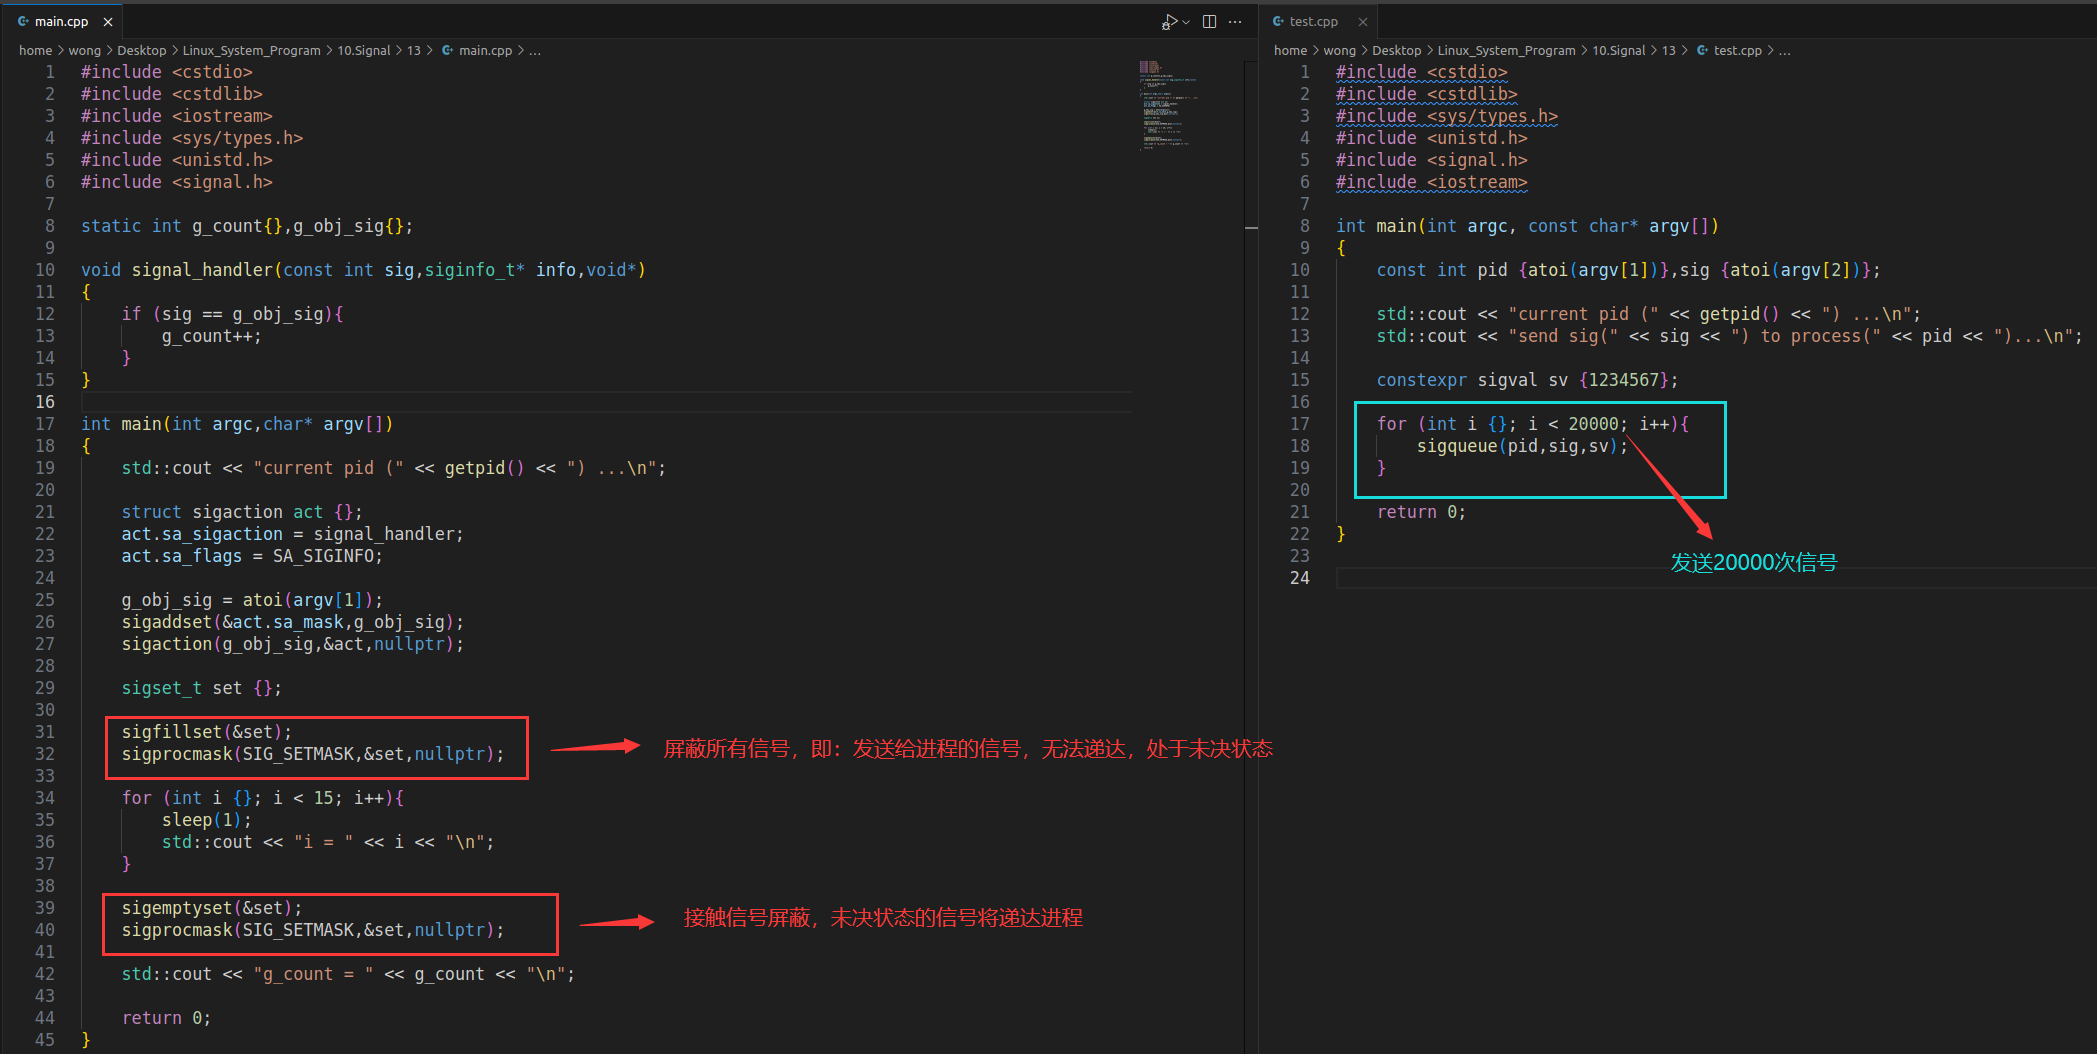 main.cpp
home > wong > Desktop > Linux_System_Program > 10.Signal > 13 > main.cpp > ...
1 #include <cstdio>
2 #include <cstdlib>
3 #include <iostream>
4 #include <sys/types.h>
5 #include <unistd.h>
6 #include <signal.h>
7
8 static int g_count{},g_obj_sig{};
9
10 void signal_handler(const int sig,siginfo_t* info,void*)
11 {
12     if (sig == g_obj_sig){
13         g_count++;
14     }
15 }
16
17 int main(int argc,char* argv[])
18 {
19     std::cout << "current pid (" << getpid() << ") ...\n";
20
21     struct sigaction act {};
22     act.sa_sigaction = signal_handler;
23     act.sa_flags = SA_SIGINFO;
24
25     g_obj_sig = atoi(argv[1]);
26     sigaddset(&act.sa_mask,g_obj_sig);
27     sigaction(g_obj_sig,&act,nullptr);
28
29     sigset_t set {};
30
31     sigfillset(&set);
32     sigprocmask(SIG_SETMASK,&set,nullptr);
屏蔽所有信号，即：发送给进程的信号，无法递达，处于未决状态
33
34     for (int i {}; i < 15; i++){
35         sleep(1);
36         std::cout << "i = " << i << "\n";
37     }
38
39     sigemptyset(&set);
40     sigprocmask(SIG_SETMASK,&set,nullptr);
接触信号屏蔽，未决状态的信号将递达进程
41
42     std::cout << "g_count = " << g_count << "\n";
43
44     return 0;
45 }
test.cpp
home > wong > Desktop > Linux_System_Program > 10.Signal > 13 > test.cpp > ...
1 #include <cstdio>
2 #include <cstdlib>
3 #include <sys/types.h>
4 #include <unistd.h>
5 #include <signal.h>
6 #include <iostream>
7
8 int main(int argc, const char* argv[])
9 {
10     const int pid {atoi(argv[1])},sig {atoi(argv[2])};
11
12     std::cout << "current pid (" << getpid() << ") ...\n";
13     std::cout << "send sig(" << sig << ") to process(" << pid << ")...\n";
14
15     constexpr sigval sv {1234567};
16
17     for (int i {}; i < 20000; i++){
18         sigqueue(pid,sig,sv);
19     }
20
21     return 0;
22 }
23
发送20000次信号
24